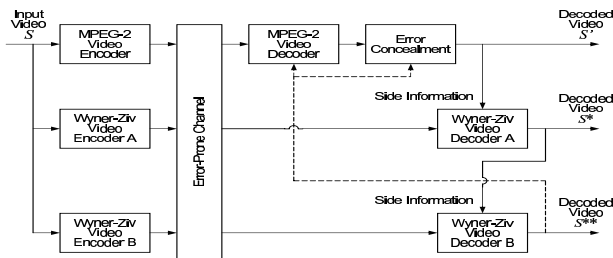 Input
Video
S
MPEG-2
Video
Encoder
MPEG-2
Video
Decoder
Error
Concealment
Decoded
Video
S'
Side Information
Wyner-Ziv
Video
Encoder A
Error-Prone Channel
Wyner-Ziv
Video
Decoder A
Decoded
Video
S*
Side Information
Wyner-Ziv
Video
Encoder B
Wyner-Ziv
Video
Decoder B
Decoded
Video
S**